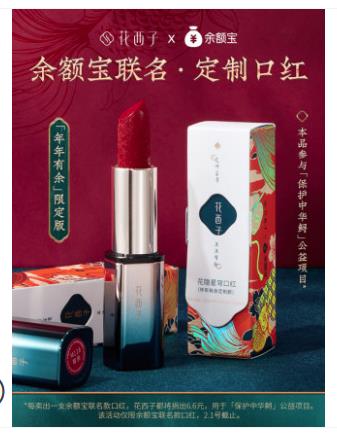 花西子 x 余额宝
余额宝联名·定制口红
「年年有余」限定版
本品参与「保护中华鲟」公益项目。
花西子
花西子
花隐星穹口红
*每卖出一支余额宝联名款口红，花西子都将捐出6.6元，用于「保护中华鲟」公益项目。
该活动仅限余额宝联名款口红，2.1号截止。